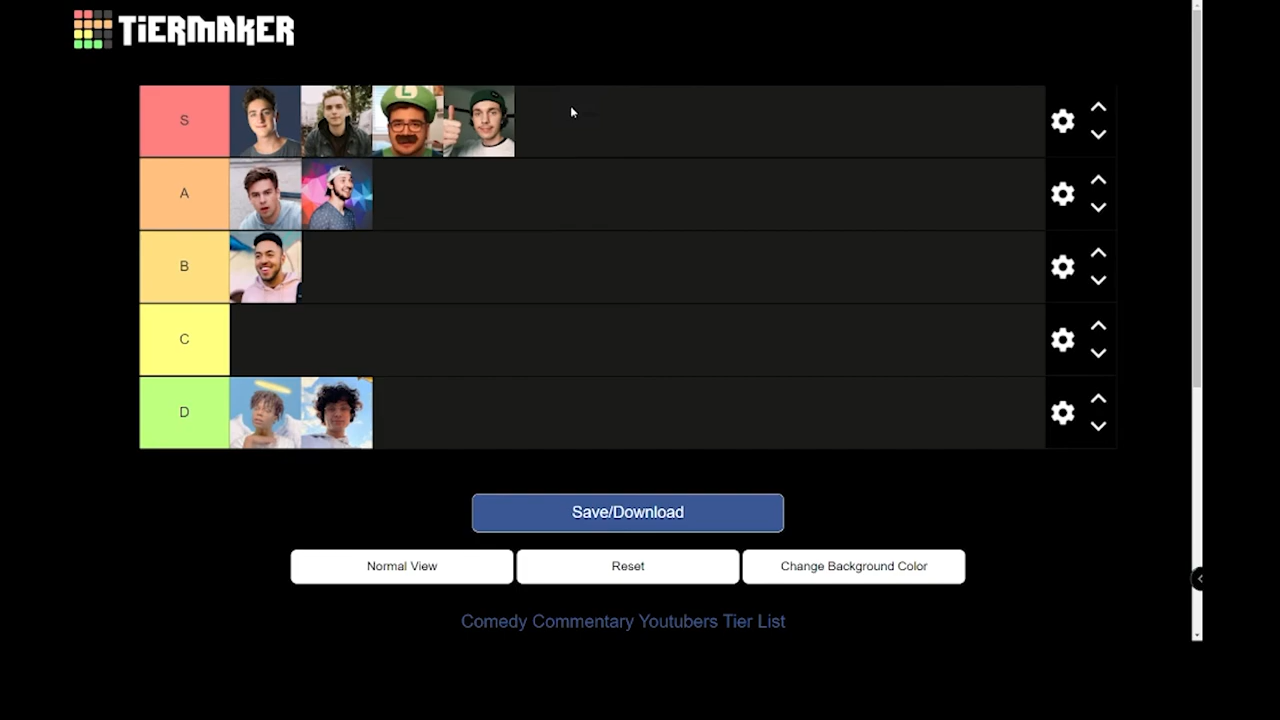 TIERMAKER
S
L
A
B
C
D
Save/Download
Normal View
Reset
Change Background Color
Comedy Commentary Youtubers Tier List